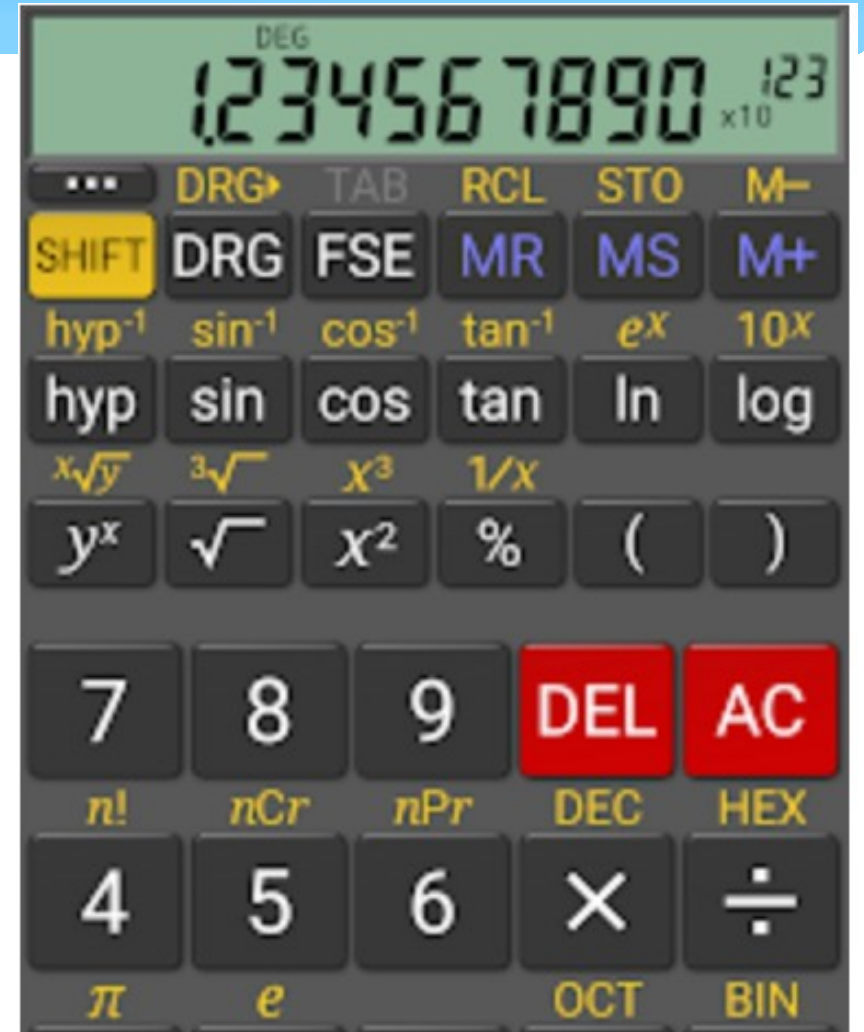 DEG
1.234567890 x10 123
... DRG▸ TAB RCL STO M−
SHIFT DRG FSE MR MS M+
hyp⁻¹ sin⁻¹ cos⁻¹ tan⁻¹ eˣ 10ˣ
hyp sin cos tan ln log
ˣ√y ³√ x³ 1/x
yˣ √ x² % ( )
7 8 9 DEL AC
n! nCr nPr DEC HEX
4 5 6 × ÷
π e OCT BIN